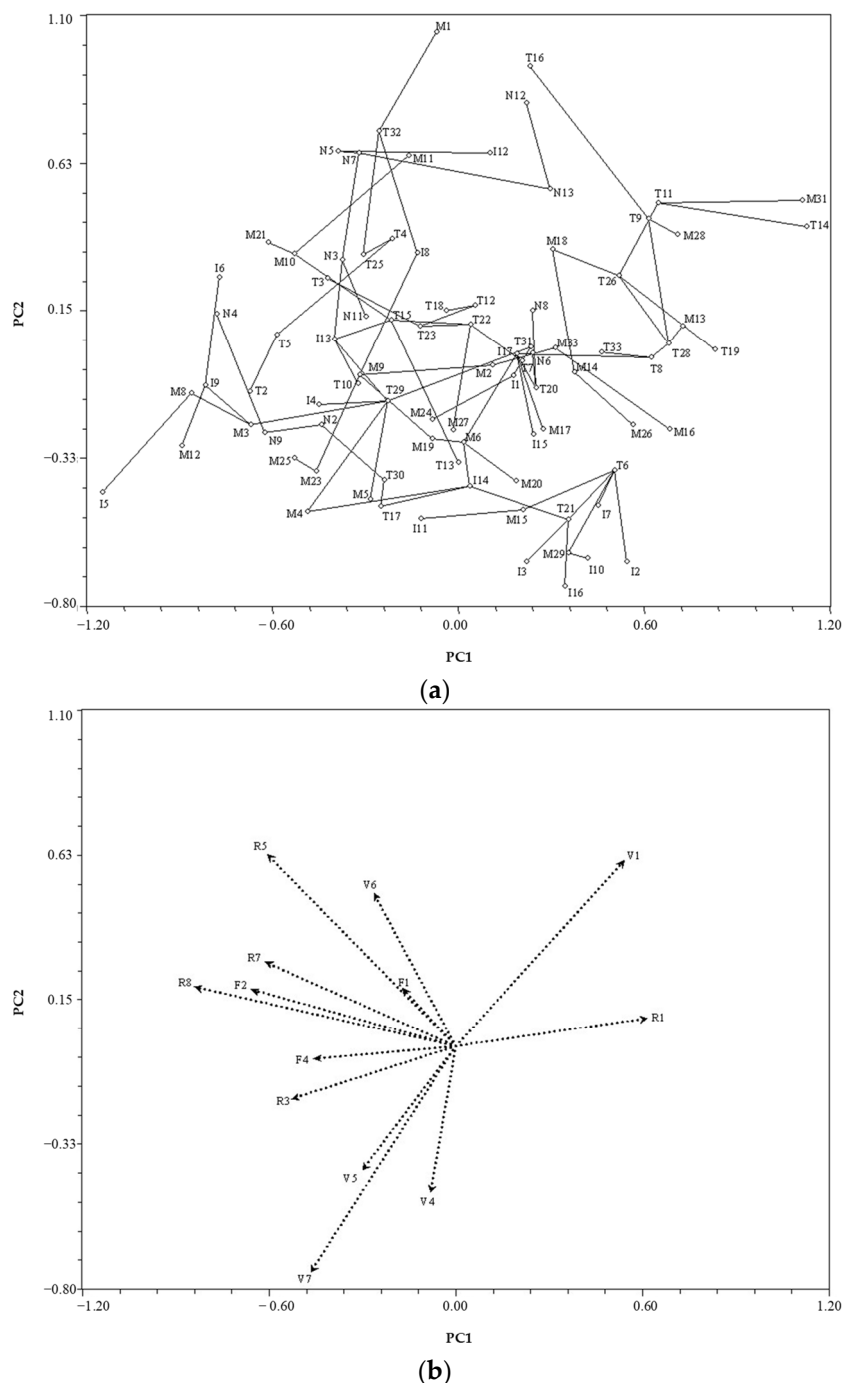 1.10
M1
T16
N12
T32
N5
N7
M11
I12
0.63
N13
T11
M31
T9
T14
M28
M21
T4
M18
M10
N3
T25
I8
I6
T3
T26
PC2
0.15
N4
N11
T15
T18
T12
N8
M13
T23
T22
T5
I13
T31
I17
M33
T33
T28
T19
M9
M2
T7
N6
T8
I9
T10
I1
M14
M8
T2
T29
T20
I4
M24
M3
N2
M27
M17
M26
M16
N9
M19
M6
I15
M12
−0.33
M25
T13
M23
T30
T6
I14
M20
I5
M5
M4
T17
M15
I7
I11
T21
M29
I3
I10
I2
I16
−0.80
−1.20
−0.60
0.00
0.60
1.20
PC1
(a)
1.10
0.63
R5
V1
V6
R7
R8
F2
F1
PC2
0.15
R1
F4
R3
−0.33
V5
V4
V7
−0.80
−1.20
−0.60
0.00
0.60
1.20
PC1
(b)